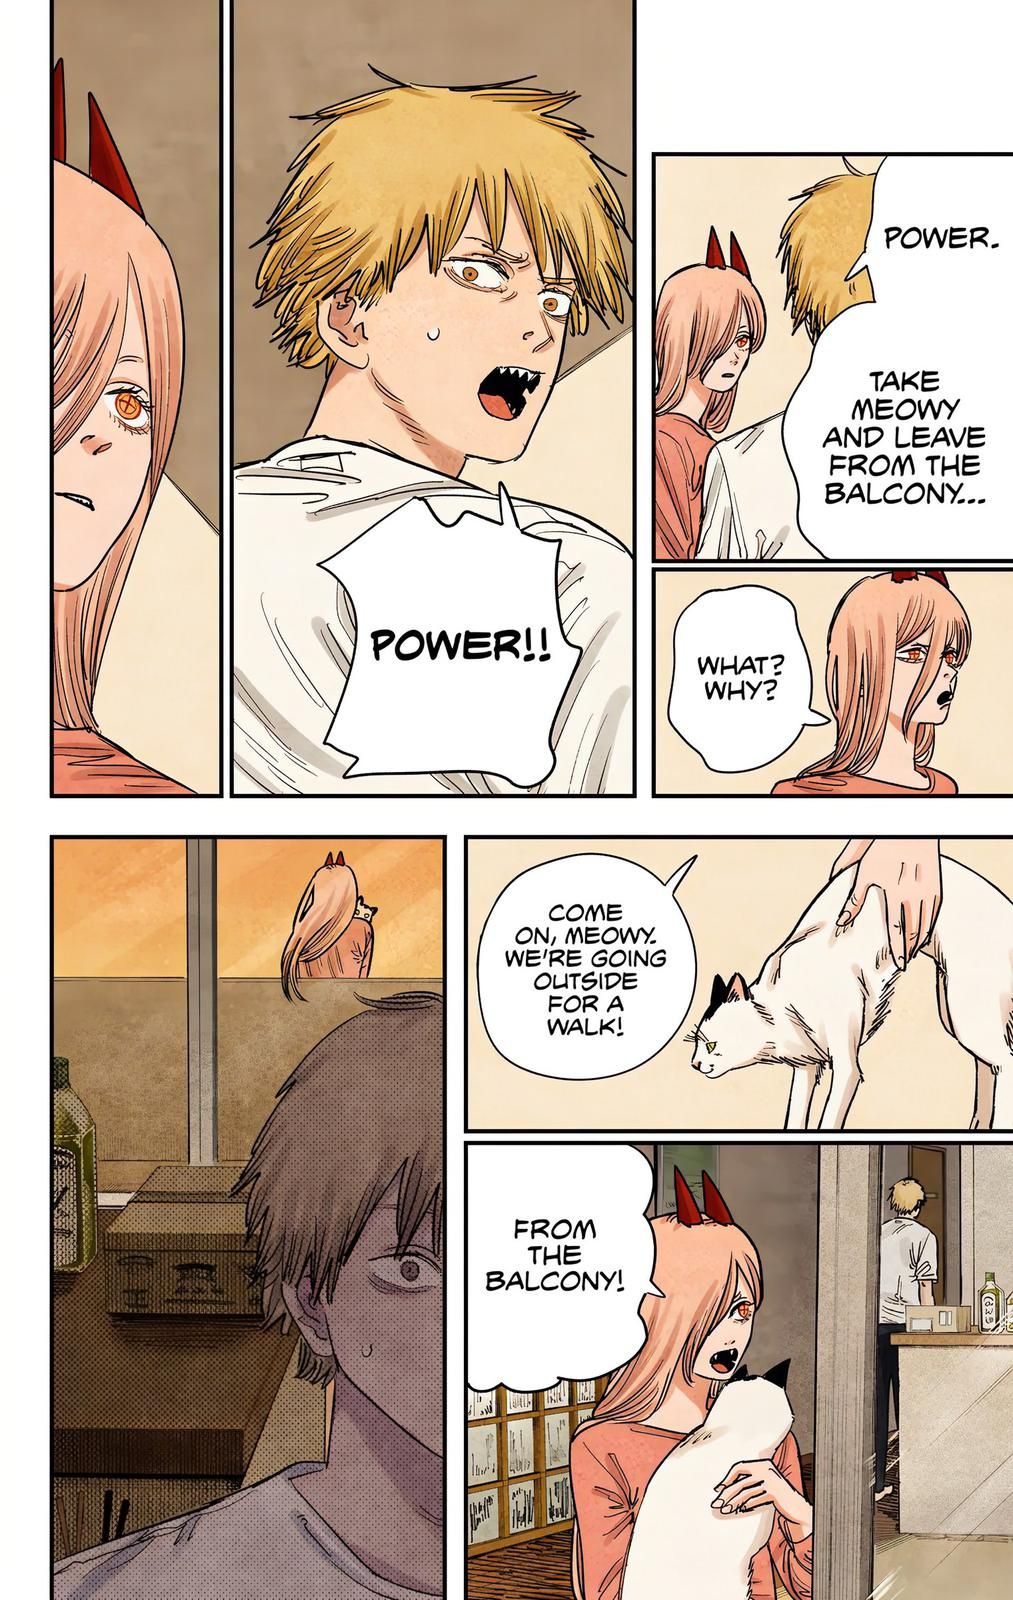 POWER.
TAKE
MEOWY
AND LEAVE
FROM THE
BALCONY...
WHAT?
WHY?
POWER!!
COME
ON, MEOWY.
WE'RE GOING
OUTSIDE
FOR A
WALK!
FROM
THE
BALCONY!